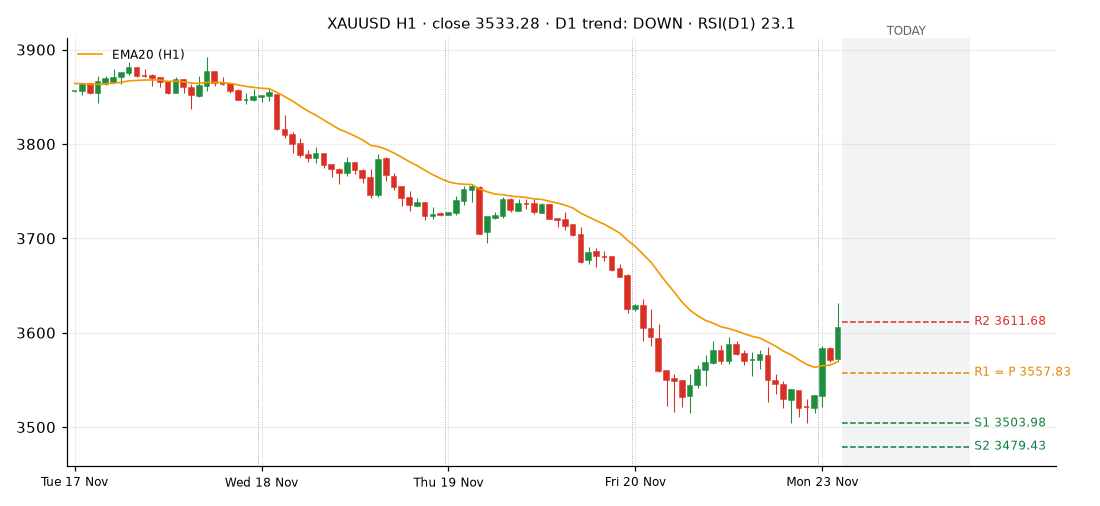 XAUUSD H1 · close 3533.28 · D1 trend: DOWN · RSI(D1) 23.1
TODAY
EMA20 (H1)
3900
3800
3700
3600
3500
R2 3611.68
R1 = P 3557.83
S1 3503.98
S2 3479.43
Tue 17 Nov
Wed 18 Nov
Thu 19 Nov
Fri 20 Nov
Mon 23 Nov